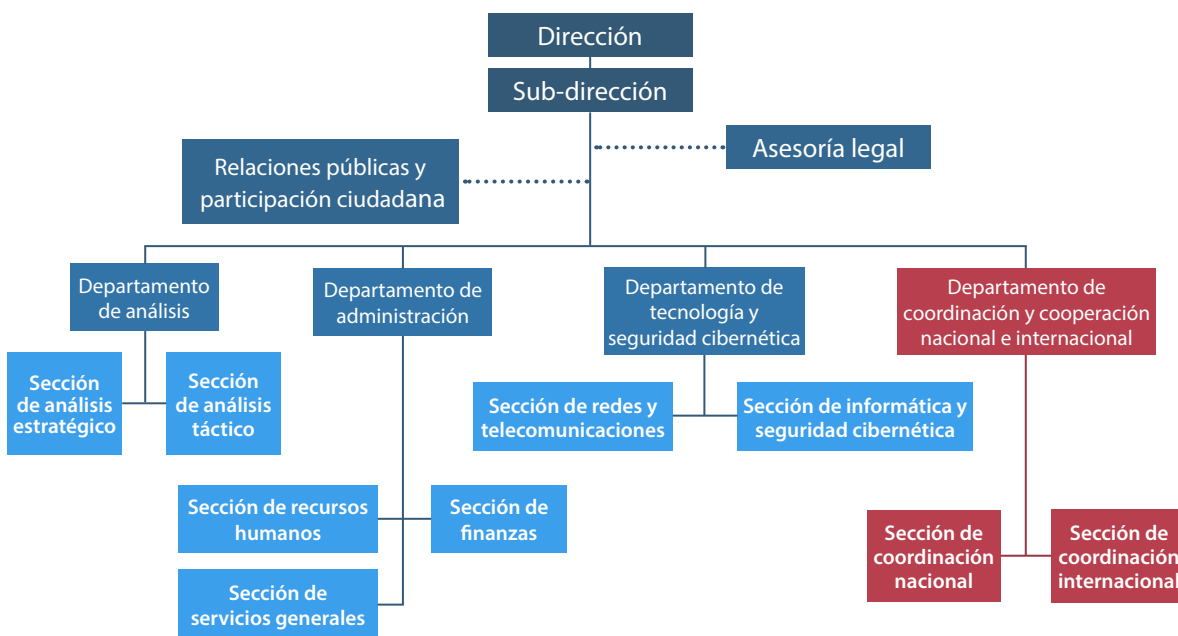 Dirección
Sub-dirección
Asesoría legal
Relaciones públicas y
participación ciudadana
Departamento
de análisis
Departamento de
administración
Departamento de
tecnología y
seguridad cibernética
Departamento de
coordinación y cooperación
nacional e internacional
Sección
de análisis
estratégico
Sección
de análisis
táctico
Sección de redes y
telecomunicaciones
Sección de informática y
seguridad cibernética
Sección de recursos
humanos
Sección de
finanzas
Sección de
servicios generales
Sección de
coordinación
nacional
Sección de
coordinación
internacional